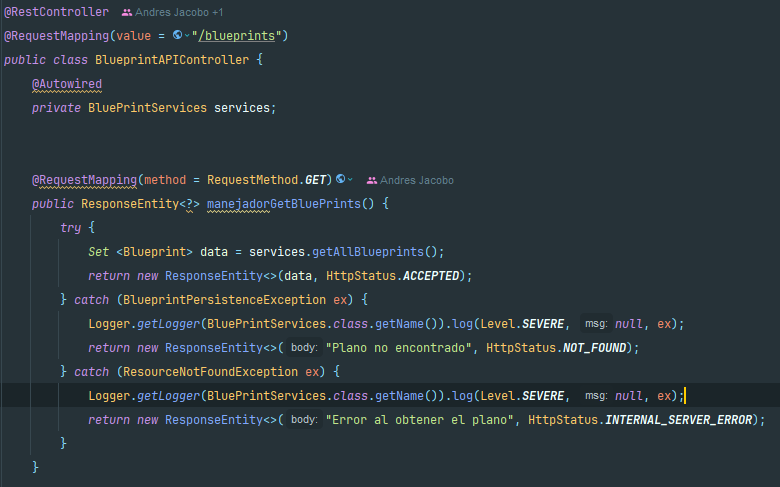 @RestController Andres Jacobo +1
@RequestMapping(value = "/blueprints")
public class BlueprintAPIController {
@Autowired
private BluePrintServices services;
@RequestMapping(method = RequestMethod.GET) Andres Jacobo
public ResponseEntity<?> manejadorGetBluePrints() {
try {
Set <Blueprint> data = services.getAllBlueprints();
return new ResponseEntity<>(data, HttpStatus.ACCEPTED);
} catch (BlueprintPersistenceException ex) {
Logger.getLogger(BluePrintServices.class.getName()).log(Level.SEVERE, msg: null, ex);
return new ResponseEntity<>( body: "Plano no encontrado", HttpStatus.NOT_FOUND);
} catch (ResourceNotFoundException ex) {
Logger.getLogger(BluePrintServices.class.getName()).log(Level.SEVERE, msg: null, ex);
return new ResponseEntity<>( body: "Error al obtener el plano", HttpStatus.INTERNAL_SERVER_ERROR);
}
}